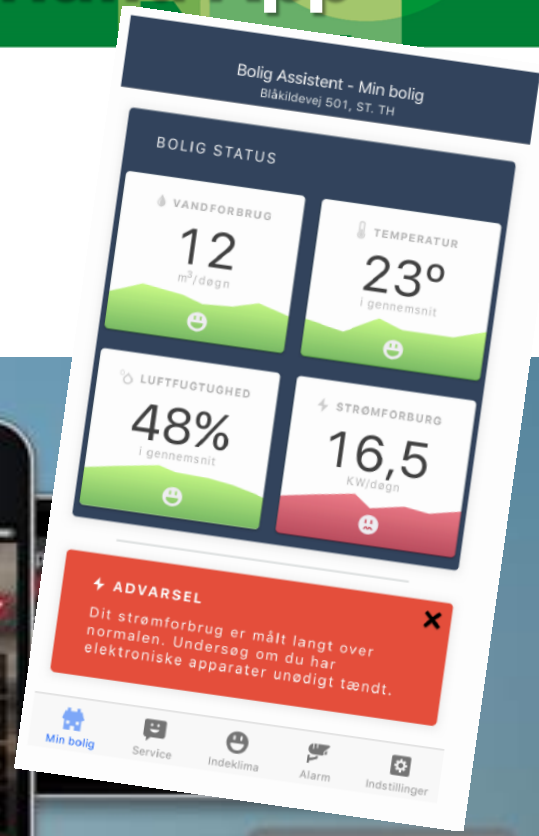 App
Bolig Assistent - Min bolig
Blåkildevej 501, ST. TH
BOLIG STATUS
VANDFORBRUG
12
m³/døgn
TEMPERATUR
23º
i gennemsnit
LUFTFUGTUGHED
48%
i gennemsnit
STRØMFORBURG
16,5
KW/døgn
ADVARSEL
Dit strømforbrug er målt langt over
normalen. Undersøg om du har
elektroniske apparater unødigt tændt.
Min bolig
Service
Indeklima
Alarm
Indstillinger